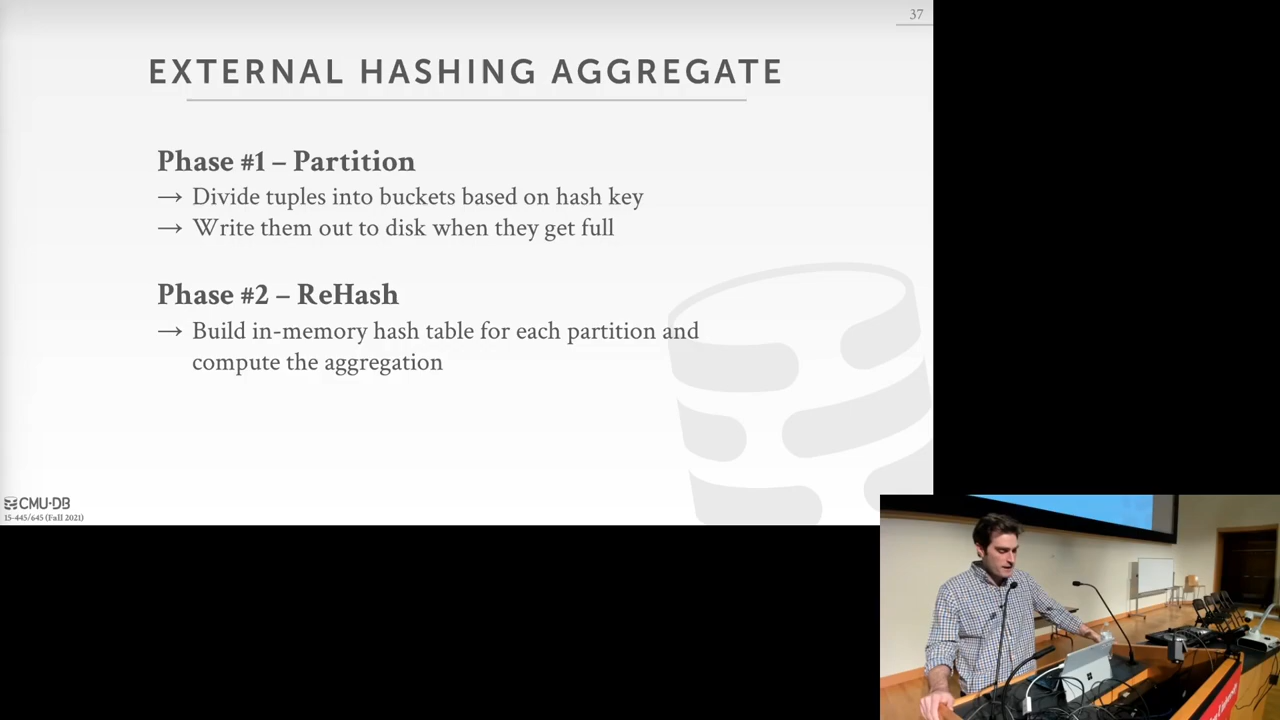 37
EXTERNAL HASHING AGGREGATE
Phase #1 – Partition
→ Divide tuples into buckets based on hash key
→ Write them out to disk when they get full
Phase #2 – ReHash
→ Build in-memory hash table for each partition and
compute the aggregation
CMU·DB
15-445/645 (Fall 2021)